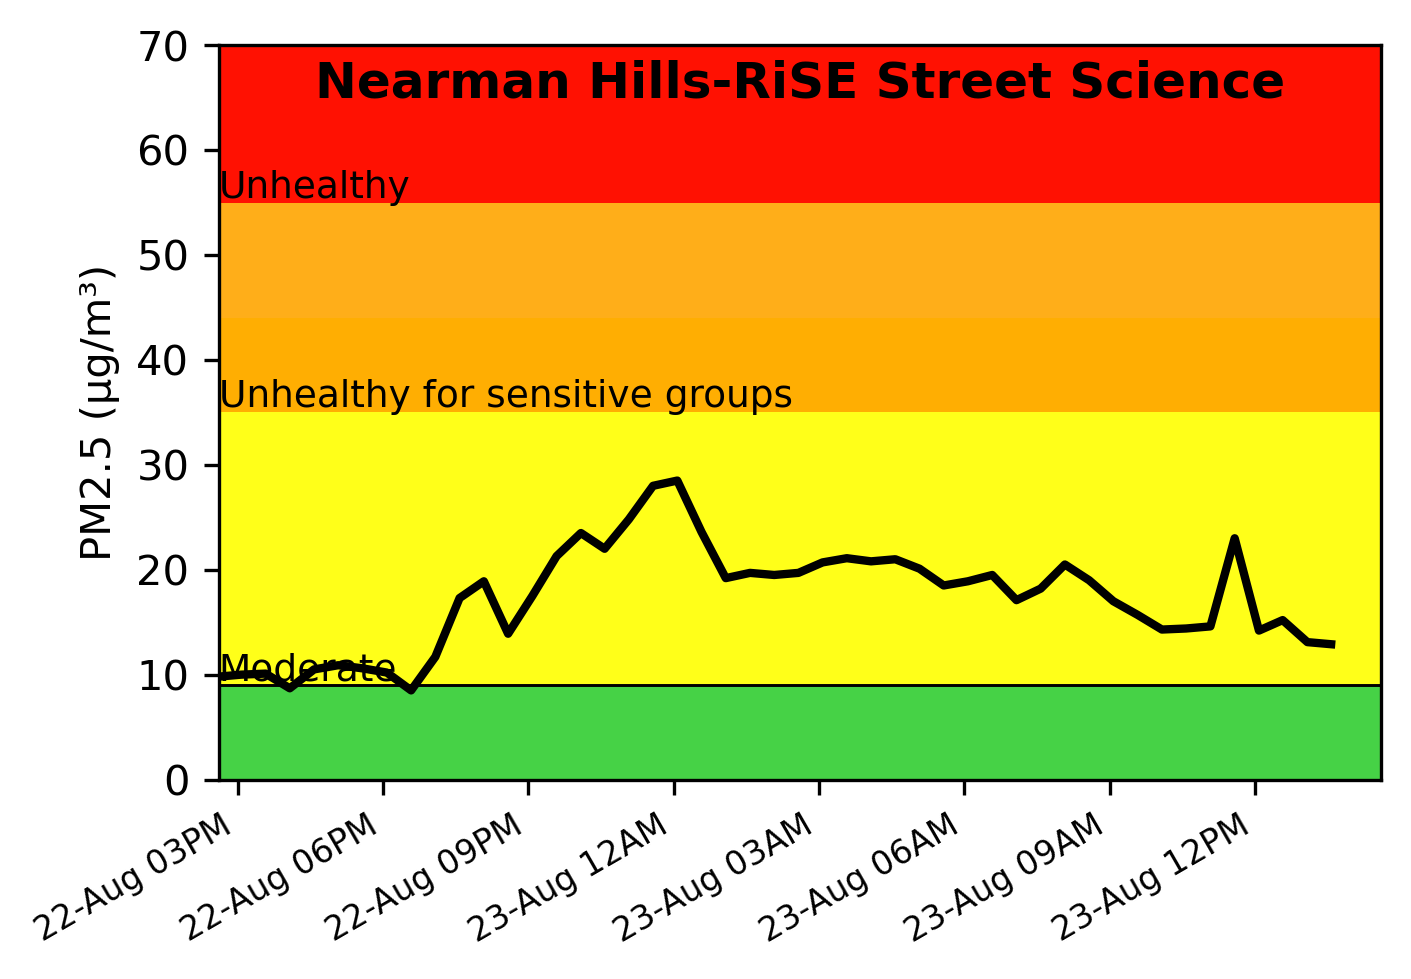 Nearman Hills-RiSE Street Science
70
60
50
40
30
20
10
0
PM2.5 (μg/m³)
Unhealthy
Unhealthy for sensitive groups
Moderate
22-Aug 03PM
22-Aug 06PM
22-Aug 09PM
23-Aug 12AM
23-Aug 03AM
23-Aug 06AM
23-Aug 09AM
23-Aug 12PM